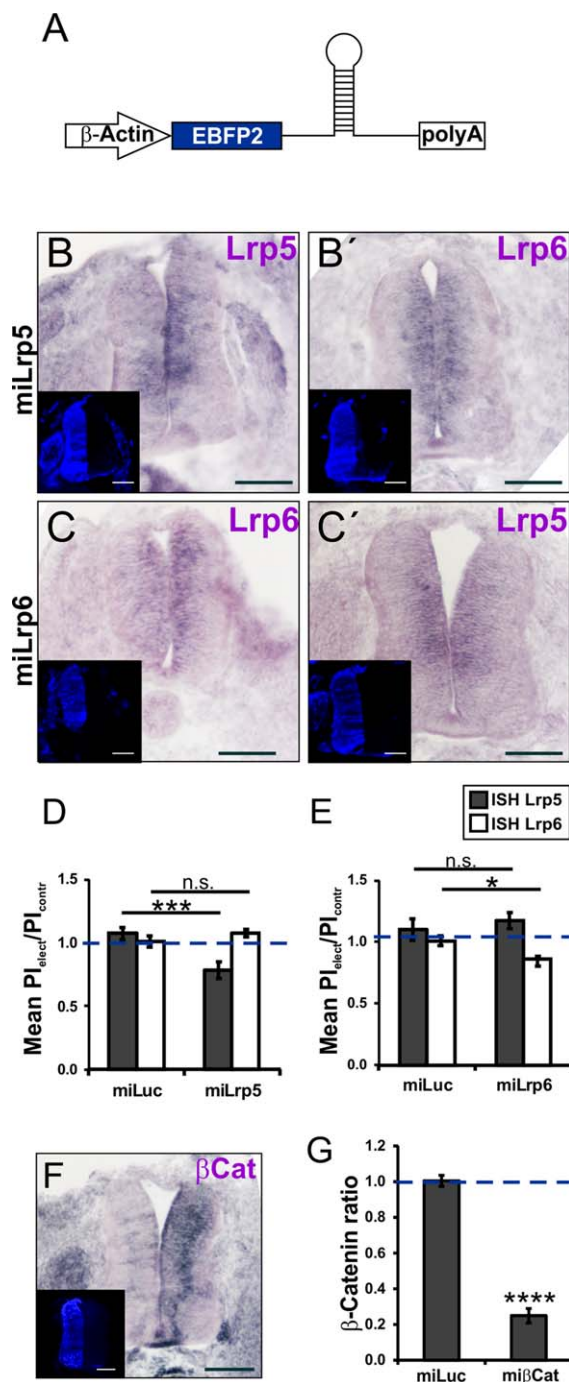 A
β-Actin EBFP2 polyA
B Lrp5
B´ Lrp6
miLrp5
C Lrp6
C´ Lrp5
miLrp6
ISH Lrp5
ISH Lrp6
D
Mean PIelect/PIcontr
1.5
1.0
0.5
0.0
n.s.
***
miLuc miLrp5
E
Mean PIelect/PIcontr
1.5
1.0
0.5
0.0
n.s.
*
miLuc miLrp6
F βCat
G
β-Catenin ratio
1.2
1.0
0.8
0.6
0.4
0.2
0.0
****
miLuc miβCat